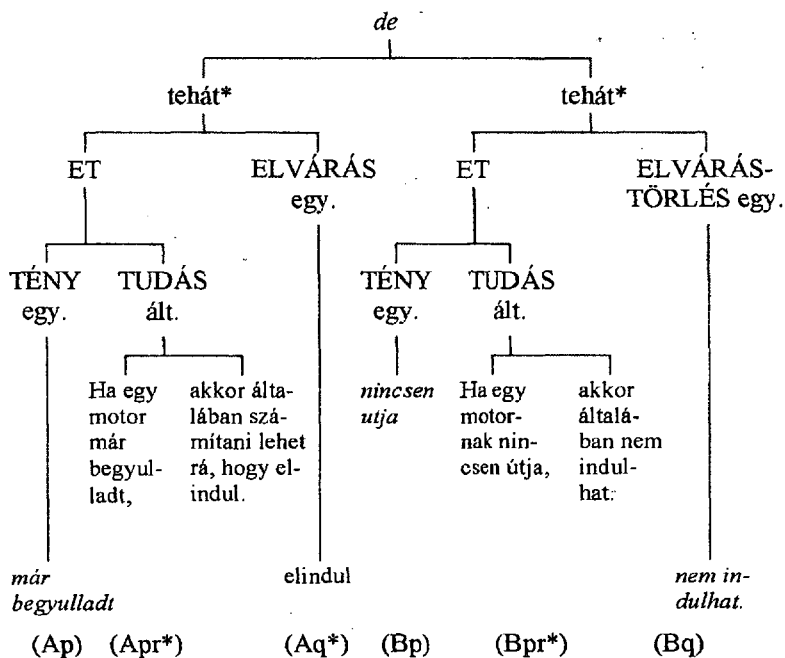 de
tehát* tehát*
ET ELVÁRÁS ET ELVÁRÁS-
egy. TÖRLÉS egy.
TÉNY TUDÁS TÉNY TUDÁS
egy. ált. egy. ált.
Ha egy akkor álta- nincsen Ha egy akkor
motor lában szá- utja motor- általá-
már mítani lehet nak nin- ban nem
begyul- rá, hogy el- csen útja, indul-
ladt, indul. hat.
már elindul nem in-
begyulladt dulhat.
(Ap) (Apr*) (Aq*) (Bp) (Bpr*) (Bq)